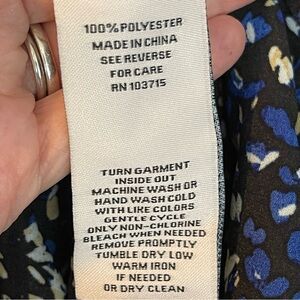 100% POLYESTER
MADE IN CHINA
SEE REVERSE
FOR CARE
RN 103715
TURN GARMENT
INSIDE OUT
MACHINE WASH OR
HAND WASH COLD
WITH LIKE COLORS
GENTLE CYCLE
ONLY NON-CHLORINE
BLEACH WHEN NEEDED
REMOVE PROMPTLY
TUMBLE DRY LOW
WARM IRON
IF NEEDED
OR DRY CLEAN